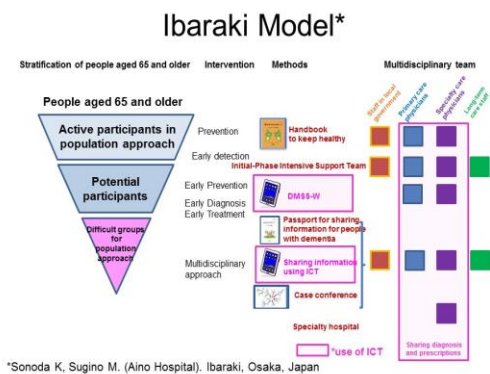 Ibaraki Model*
Stratification of people aged 65 and older
Intervention
Methods
Multidisciplinary team
Staff in local
government
Primary care
physicians
Specialty care
physicians
Long-term
care staff
People aged 65 and older
Active participants in
population approach
Potential
participants
Difficult groups
for
population
approach
Prevention
Early detection
Early Prevention
Early Diagnosis
Early Treatment
Multidisciplinary
approach
Handbook
to keep healthy
Initial-Phase Intensive Support Team
DMSS-W
Passport for sharing
information for people
with dementia
Sharing information
using ICT
Case conference
Specialty hospital
*use of ICT
Sharing diagnosis
and prescriptions
*Sonoda K, Sugino M. (Aino Hospital). Ibaraki, Osaka, Japan